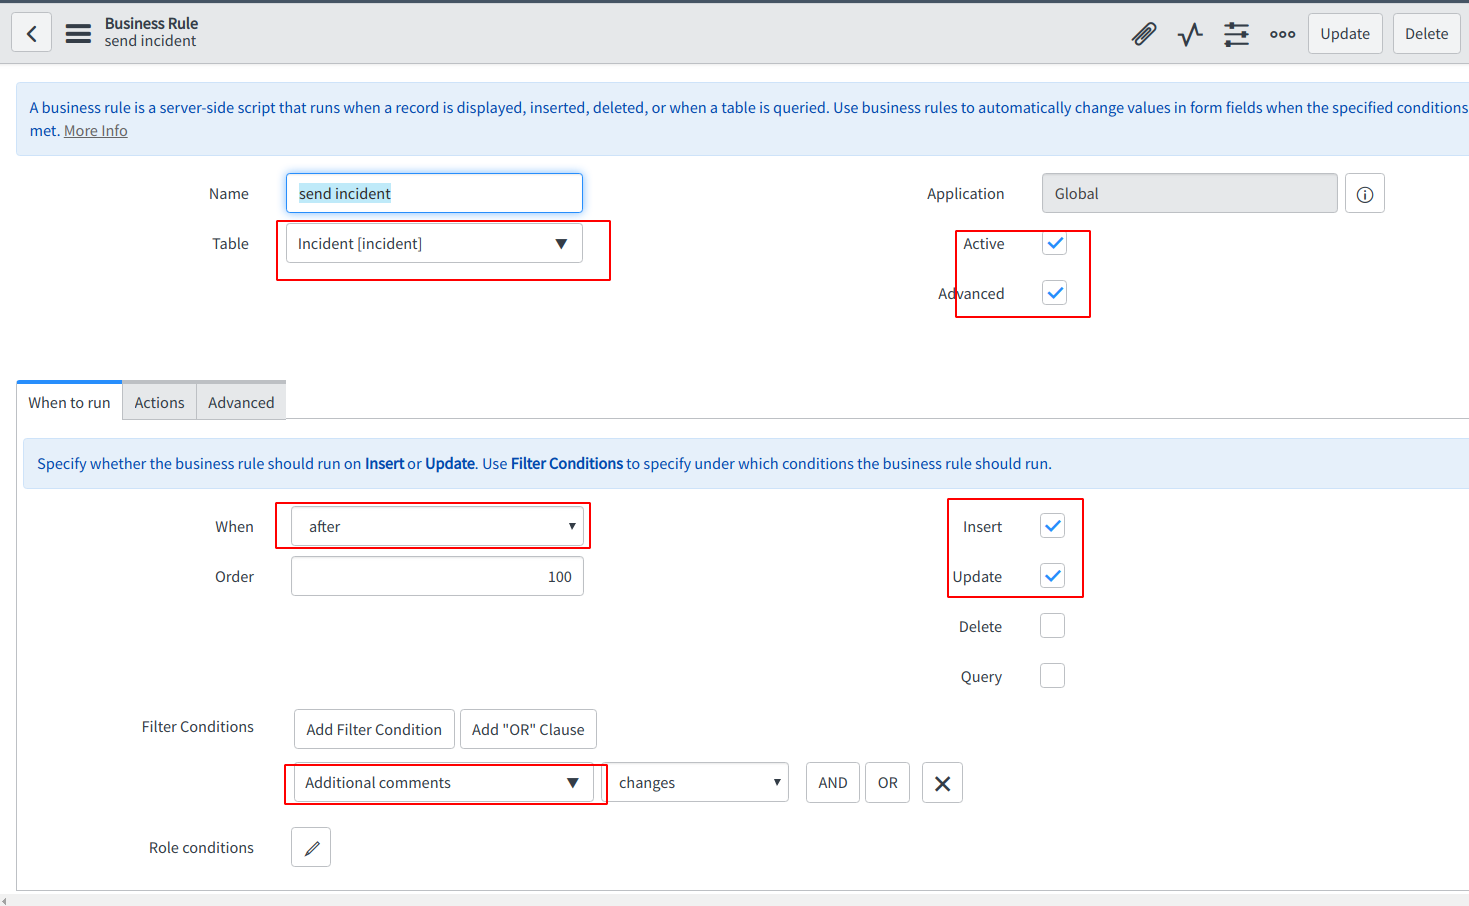 Business Rule
send incident
Update
Delete
A business rule is a server-side script that runs when a record is displayed, inserted, deleted, or when a table is queried. Use business rules to automatically change values in form fields when the specified conditions
met. More Info
Name
send incident
Application
Global
Table
Incident [incident]
Active
Advanced
When to run
Actions
Advanced
Specify whether the business rule should run on Insert or Update. Use Filter Conditions to specify under which conditions the business rule should run.
When
after
Insert
Order
100
Update
Delete
Query
Filter Conditions
Add Filter Condition
Add "OR" Clause
Additional comments
changes
AND
OR
Role conditions